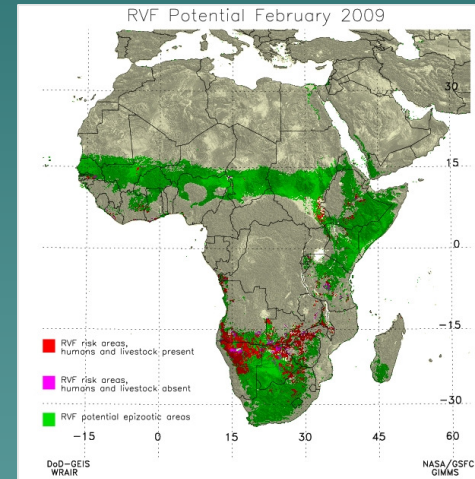 RVF Potential February 2009
30
15
0
-15
-30
RVF risk areas,
humans and livestock present
RVF risk areas,
humans and livestock absent
RVF potential epizootic areas
-15 0 15 30 45 60
DoD-GEIS
WRAIR
NASA/GSFC
GIMMS